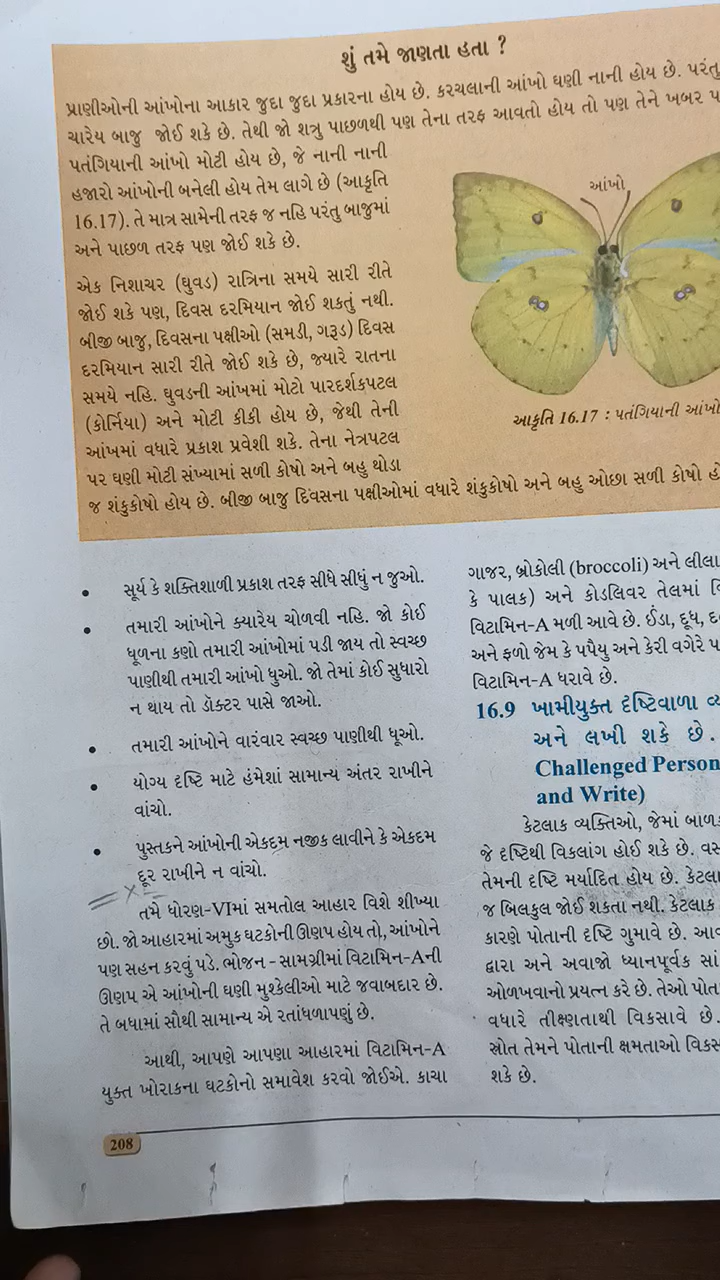 શું તમે જાણતા હતા ?
પ્રાણીઓની આંખોના આકાર જુદા જુદા પ્રકારના હોય છે. કરચલાની આંખો ઘણી નાની હોય છે. પરંતુ
ચારેય બાજુ જોઈ શકે છે. તેથી જો શત્રુ પાછળથી પણ તેના તરફ આવતો હોય તો પણ તેને ખબર
પતંગિયાની આંખો મોટી હોય છે, જે નાની નાની
હજારો આંખોની બનેલી હોય તેમ લાગે છે (આકૃતિ
16.17). તે માત્ર સામેની તરફ જ નહિ પરંતુ બાજુમાં
અને પાછળ તરફ પણ જોઈ શકે છે.
એક નિશાચર (ઘુવડ) રાત્રિના સમયે સારી રીતે
જોઈ શકે પણ, દિવસ દરમિયાન જોઈ શકતું નથી.
બીજી બાજુ, દિવસના પક્ષીઓ (સમડી, ગરૂડ) દિવસ
દરમિયાન સારી રીતે જોઈ શકે છે, જ્યારે રાતના
સમયે નહિ. ઘુવડની આંખમાં મોટો પારદર્શકપટલ
(કોર્નિયા) અને મોટી કીકી હોય છે, જેથી તેની
આંખમાં વધારે પ્રકાશ પ્રવેશી શકે. તેના નેત્રપટલ
પર ઘણી મોટી સંખ્યામાં સળી કોષો અને બહુ થોડા
જ શંકુકોષો હોય છે. બીજી બાજુ દિવસના પક્ષીઓમાં વધારે શંકુકોષો અને બહુ ઓછા સળી કોષો
આંખો
આકૃતિ 16.17 : પતંગિયાની આંખો
• સૂર્ય કે શક્તિશાળી પ્રકાશ તરફ સીધે સીધું ન જુઓ.
• તમારી આંખોને ક્યારેય ચોળવી નહિ. જો કોઈ
ધૂળના કણો તમારી આંખોમાં પડી જાય તો સ્વચ્છ
પાણીથી તમારી આંખો ધુઓ. જો તેમાં કોઈ સુધારો
ન થાય તો ડૉક્ટર પાસે જાઓ.
• તમારી આંખોને વારંવાર સ્વચ્છ પાણીથી ધૂઓ.
• યોગ્ય દૃષ્ટિ માટે હંમેશાં સામાન્ય અંતર રાખીને
વાંચો.
• પુસ્તકને આંખોની એકદમ નજીક લાવીને કે એકદમ
દૂર રાખીને ન વાંચો.
તમે ધોરણ-VIમાં સમતોલ આહાર વિશે શીખ્યા
છો. જો આહારમાં અમુક ઘટકોની ઊણપ હોય તો, આંખોને
પણ સહન કરવું પડે. ભોજન - સામગ્રીમાં વિટામિન-Aની
ઊણપ એ આંખોની ઘણી મુશ્કેલીઓ માટે જવાબદાર છે.
તે બધામાં સૌથી સામાન્ય એ રતાંધળાપણું છે.
આથી, આપણે આપણા આહારમાં વિટામિન-A
યુક્ત ખોરાકના ઘટકોનો સમાવેશ કરવો જોઈએ. કાચા
ગાજર, બ્રોકોલી (broccoli) અને લીલા
કે પાલક) અને કોડલિવર તેલમાં
વિટામિન-A મળી આવે છે. ઈંડા, દૂધ,
અને ફળો જેમ કે પપૈયુ અને કેરી વગેરે
વિટામિન-A ધરાવે છે.
16.9 ખામીયુક્ત દૃષ્ટિવાળા
અને લખી શકે છે.
Challenged Person
and Write)
કેટલાક વ્યક્તિઓ, જેમાં બાળક
જે દૃષ્ટિથી વિકલાંગ હોઈ શકે છે.
તેમની દૃષ્ટિ મર્યાદિત હોય છે. કેટલા
જ બિલકુલ જોઈ શકતા નથી. કેટલાક
કારણે પોતાની દૃષ્ટિ ગુમાવે છે.
દ્વારા અને અવાજો ધ્યાનપૂર્વક
ઓળખવાનો પ્રયત્ન કરે છે. તેઓ
વધારે તીક્ષ્ણતાથી વિકસાવે છે.
સ્રોત તેમને પોતાની ક્ષમતાઓ
શકે છે.
208